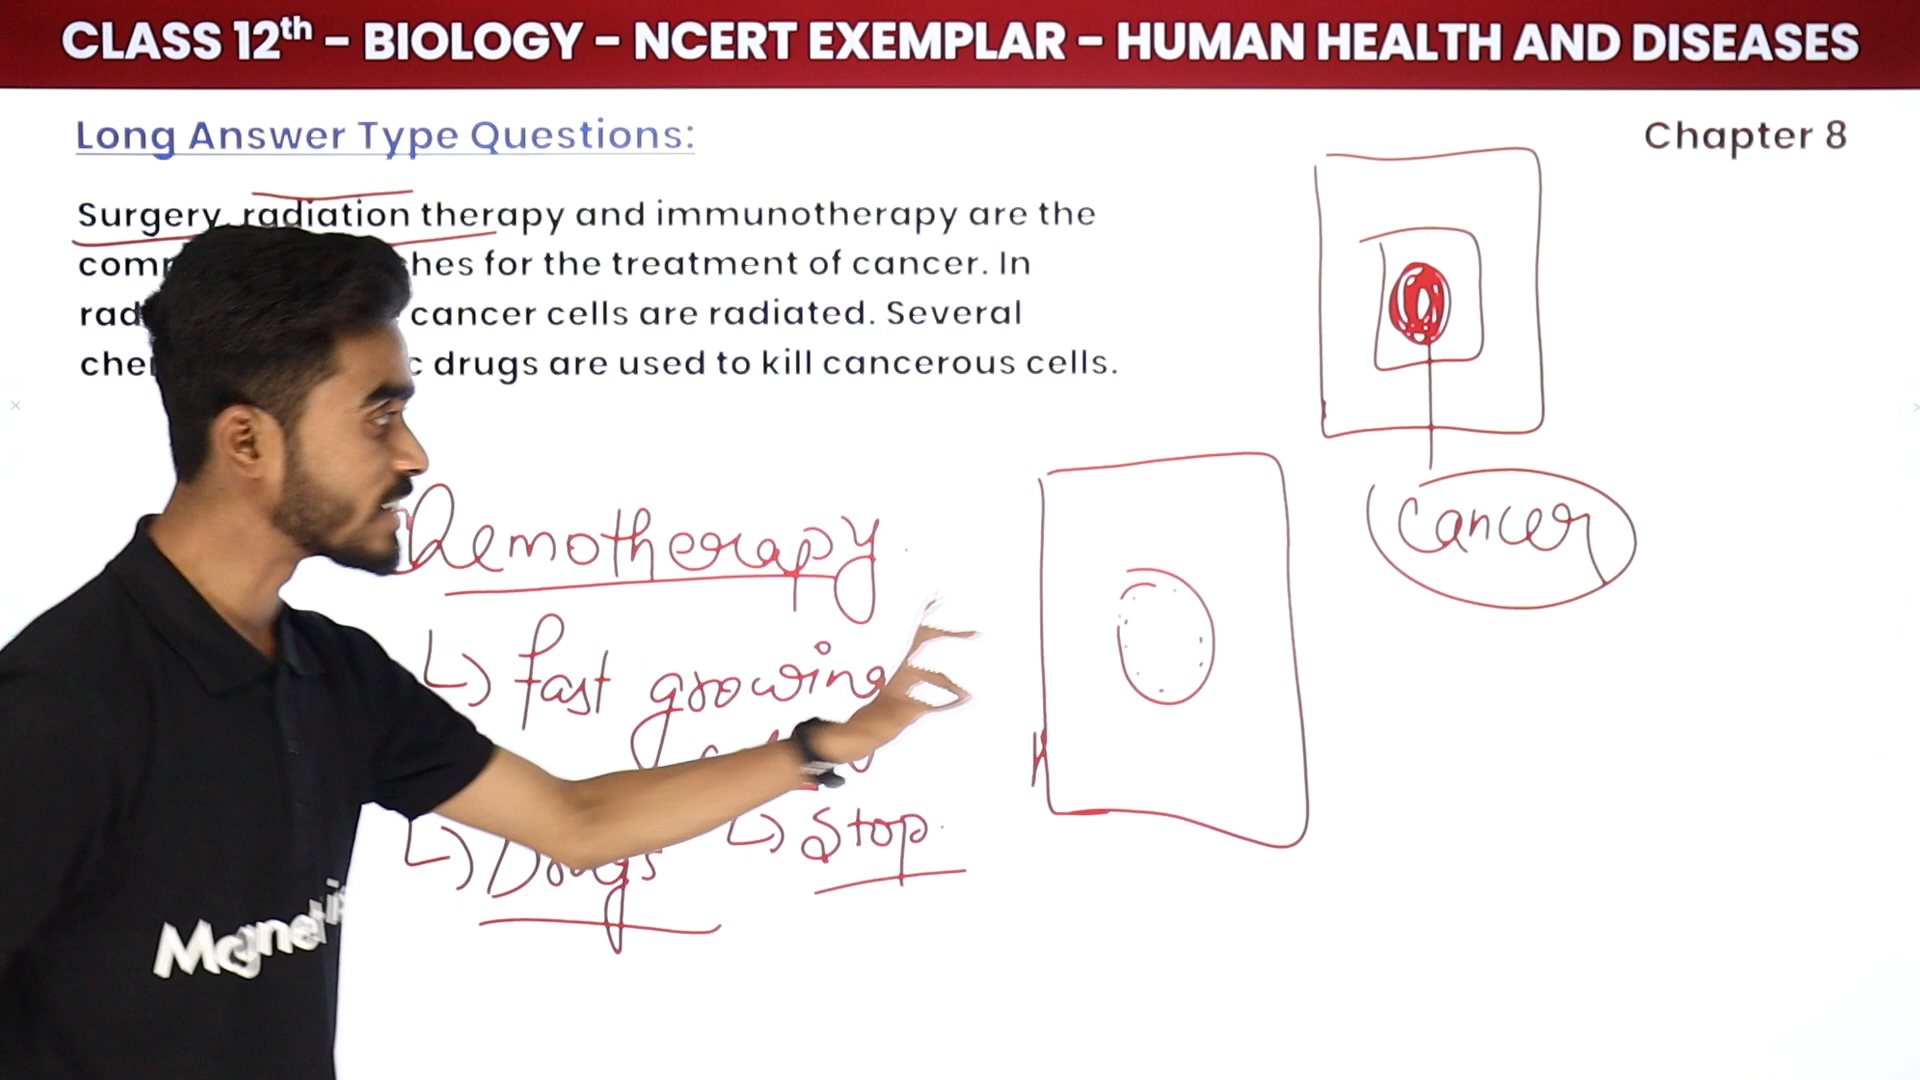 CLASS 12th – BIOLOGY – NCERT EXEMPLAR – HUMAN HEALTH AND DISEASES
Long Answer Type Questions:
Chapter 8
Surgery, radiation therapy and immunotherapy are the
hes for the treatment of cancer. In
cancer cells are radiated. Several
drugs are used to kill cancerous cells.
Cancer
hemotherapy
fast growing
Stop.
Drugs